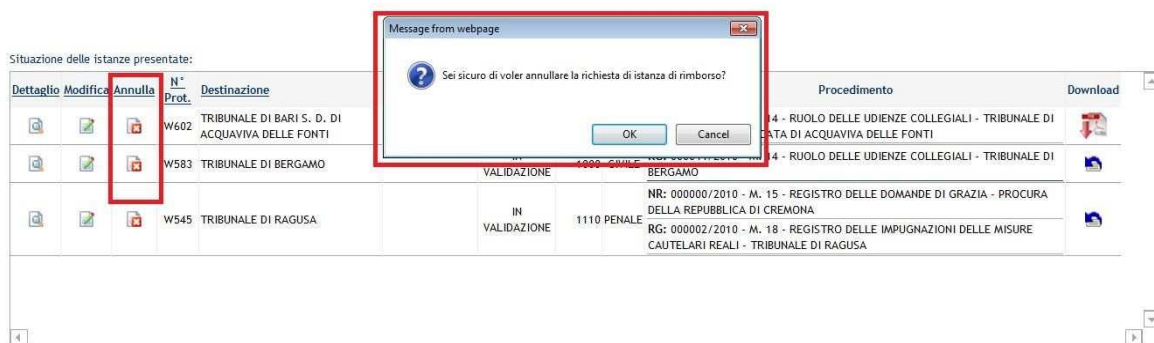 Message from webpage
Sei sicuro di voler annullare la richiesta di istanza di rimborso?
OK Cancel
Situazione delle istanze presentate:
Dettaglio Modifica Annulla N° Prot. Destinazione Procedimento Download
W602 TRIBUNALE DI BARI S. D. DI
ACQUAVIVA DELLE FONTI
14 - RUOLO DELLE UDIENZE COLLEGIALI - TRIBUNALE DI
ACQUAVIVA DELLE FONTI
W583 TRIBUNALE DI BERGAMO
VALIDAZIONE
14 - RUOLO DELLE UDIENZE COLLEGIALI - TRIBUNALE DI
BERGAMO
W545 TRIBUNALE DI RAGUSA
IN
VALIDAZIONE
1110 PENALE
NR: 000000/2010 - M. 15 - REGISTRO DELLE DOMANDE DI GRAZIA - PROCURA
DELLA REPUBBLICA DI CREMONA
RG: 000002/2010 - M. 18 - REGISTRO DELLE IMPUGNAZIONI DELLE MISURE
CAUTELARI REALI - TRIBUNALE DI RAGUSA